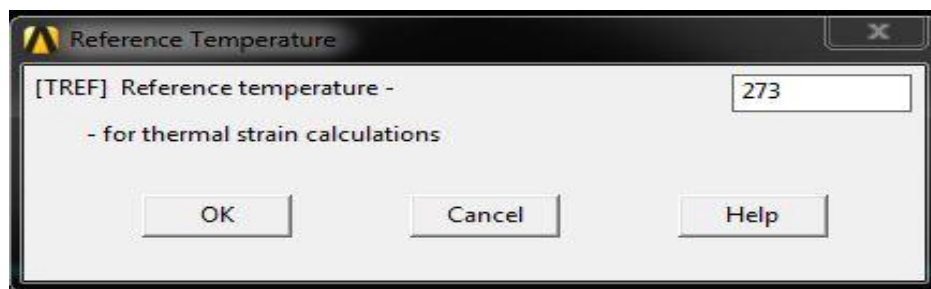 Reference Temperature
[TREF] Reference temperature - 273
- for thermal strain calculations
OK Cancel Help